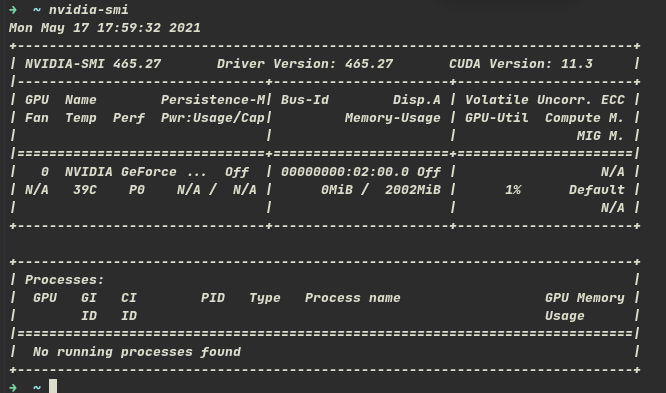 ➜  ~ nvidia-smi
Mon May 17 17:59:32 2021
+-----------------------------------------------------------------------------+
| NVIDIA-SMI 465.27       Driver Version: 465.27       CUDA Version: 11.3     |
|-------------------------------+----------------------+----------------------+
| GPU  Name        Persistence-M| Bus-Id        Disp.A | Volatile Uncorr. ECC |
| Fan  Temp  Perf  Pwr:Usage/Cap|         Memory-Usage | GPU-Util  Compute M. |
|                               |                      |               MIG M. |
|===============================+======================+======================|
|   0  NVIDIA GeForce ...  Off  | 00000000:02:00.0 Off |                  N/A |
| N/A   39C    P0    N/A /  N/A |      0MiB /  2002MiB |      1%      Default |
|                               |                      |                  N/A |
+-------------------------------+----------------------+----------------------+

+-----------------------------------------------------------------------------+
| Processes:                                                                  |
|  GPU   GI   CI        PID   Type   Process name                  GPU Memory |
|        ID   ID                                                   Usage      |
|=============================================================================|
|  No running processes found                                                 |
+-----------------------------------------------------------------------------+
➜  ~